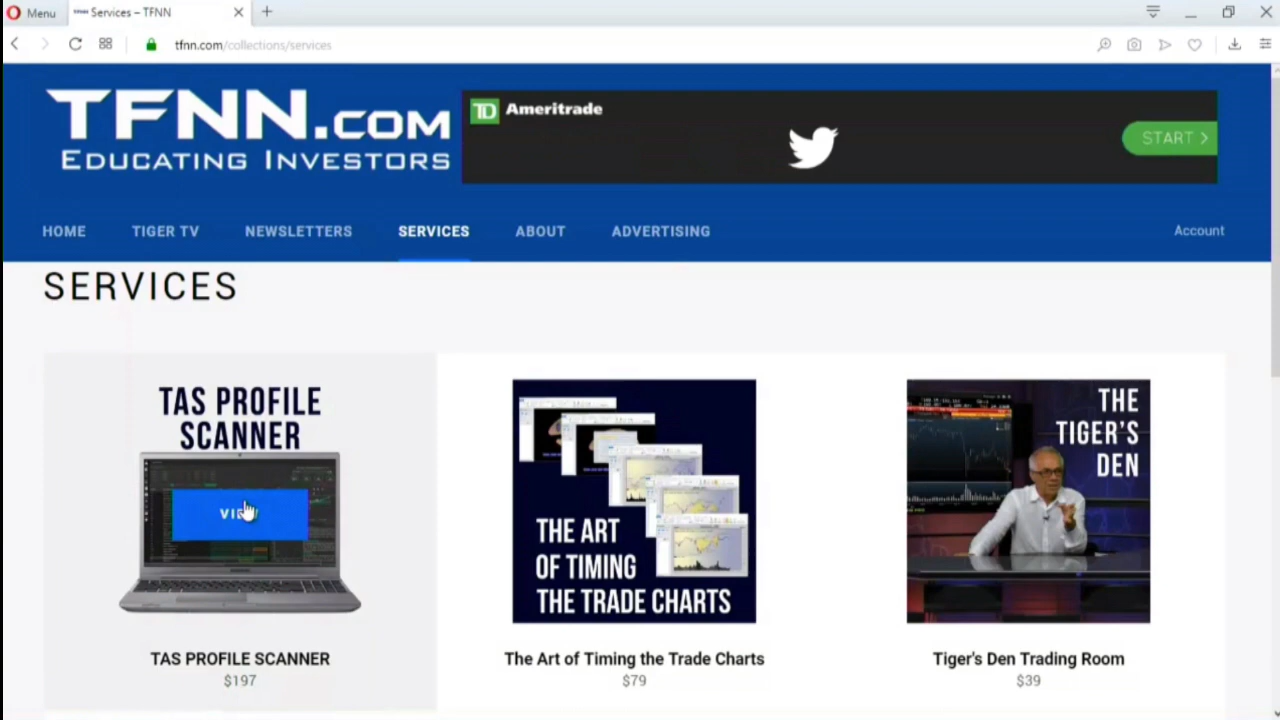 Menu
Services – TFNN
tfnn.com/collections/services
TFNN.COM
EDUCATING INVESTORS
TD Ameritrade
START >
HOME
TIGER TV
NEWSLETTERS
SERVICES
ABOUT
ADVERTISING
Account
SERVICES
TAS PROFILE
SCANNER
THE ART
OF TIMING
THE TRADE CHARTS
THE
TIGER'S
DEN
TAS PROFILE SCANNER
$197
The Art of Timing the Trade Charts
$79
Tiger's Den Trading Room
$39